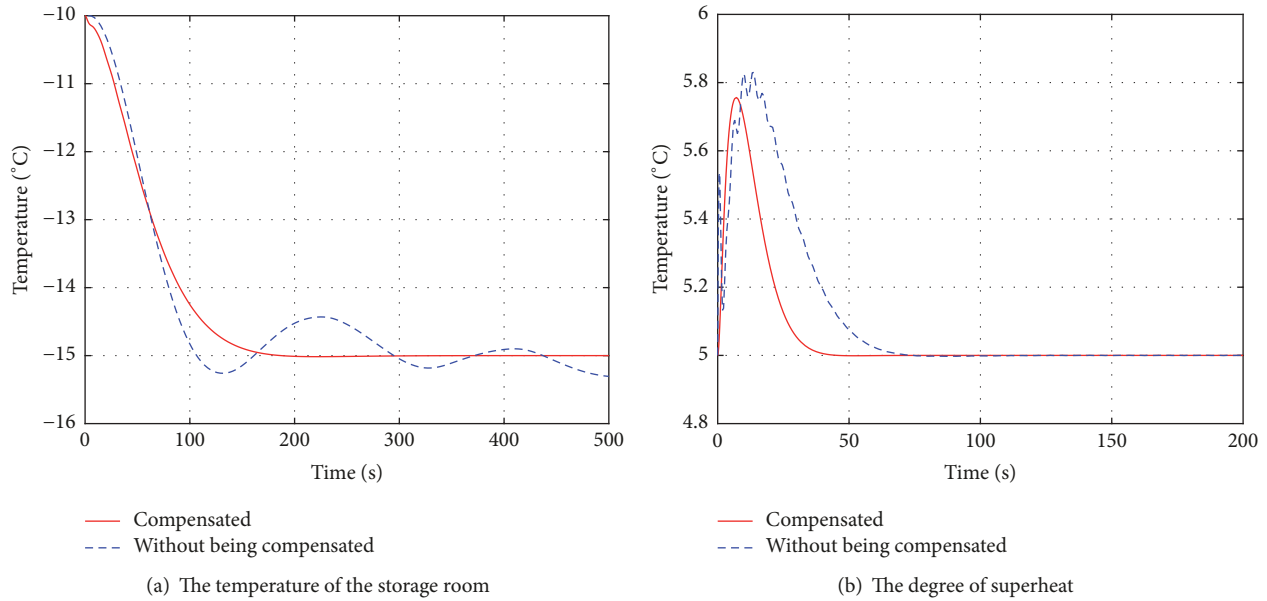 −10
−11
−12
−13
−14
−15
−16
Temperature (°C)
0
100
200
300
400
500
Time (s)
Compensated
Without being compensated
(a) The temperature of the storage room
6
5.8
5.6
5.4
5.2
5
4.8
Temperature (°C)
0
50
100
150
200
Time (s)
Compensated
Without being compensated
(b) The degree of superheat